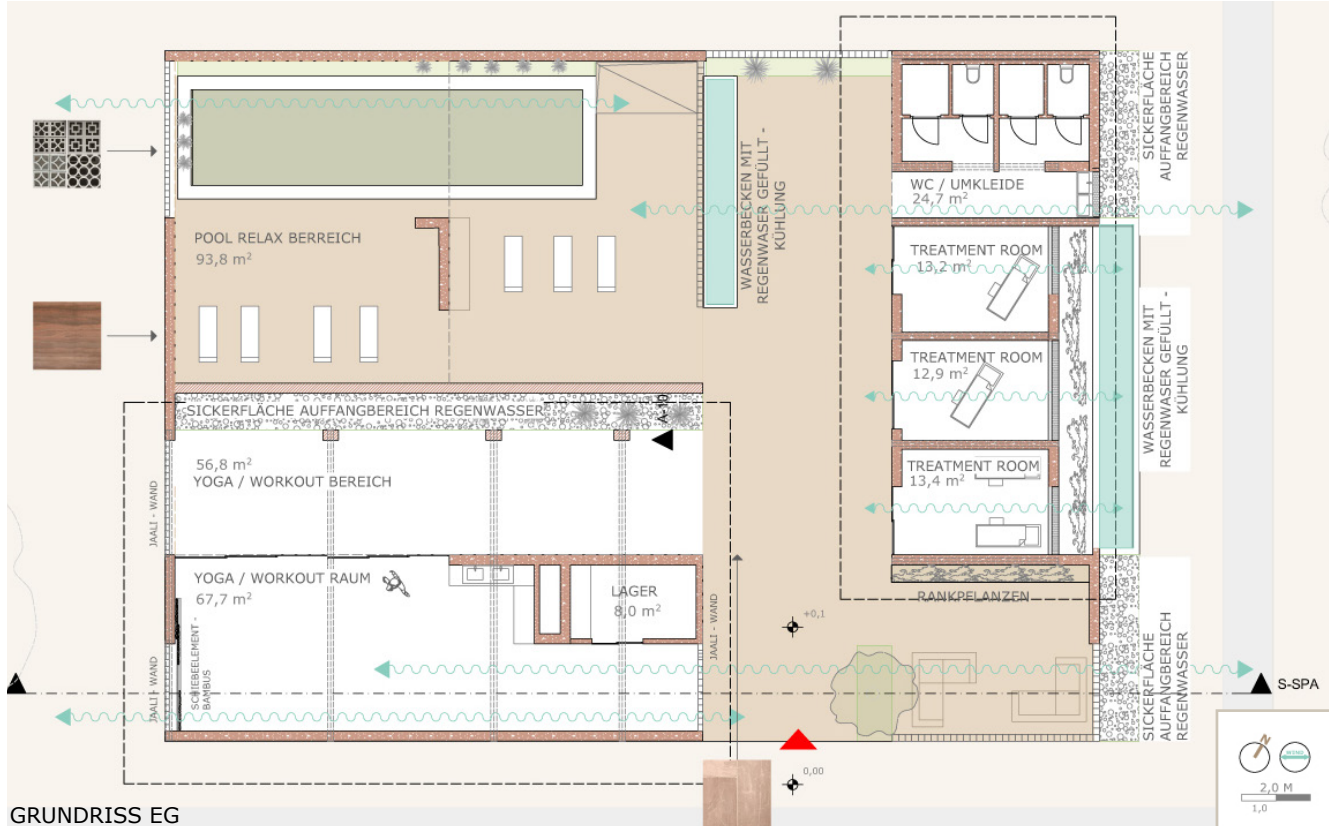 SICKERFLÄCHE
AUFFANGBEREICH
REGENWASSER
WC / UMKLEIDE
24,7 m²
WASSERBECKEN MIT
REGENWASER GEFÜLLT -
KÜHLUNG
POOL RELAX BERREICH
93,8 m²
TREATMENT ROOM
13,2 m²
TREATMENT ROOM
12,9 m²
WASSERBECKEN MIT
REGENWASER GEFÜLLT -
KÜHLUNG
SICKERFLÄCHE AUFFANGBEREICH REGENWASSER
A-10
56,8 m²
YOGA / WORKOUT BEREICH
JAALI - WAND
TREATMENT ROOM
13,4 m²
YOGA / WORKOUT RAUM
67,7 m²
LAGER
8,0 m²
RANKPFLANZEN
+0,1
JAALI - WAND
JAALI - WAND
SCHIEBEELEMENT -
BAMBUS
SICKERFLÄCHE
AUFFANGBEREICH
REGENWASSER
S-SPA
0,00
N
WIND
2,0 M
1,0
GRUNDRISS EG